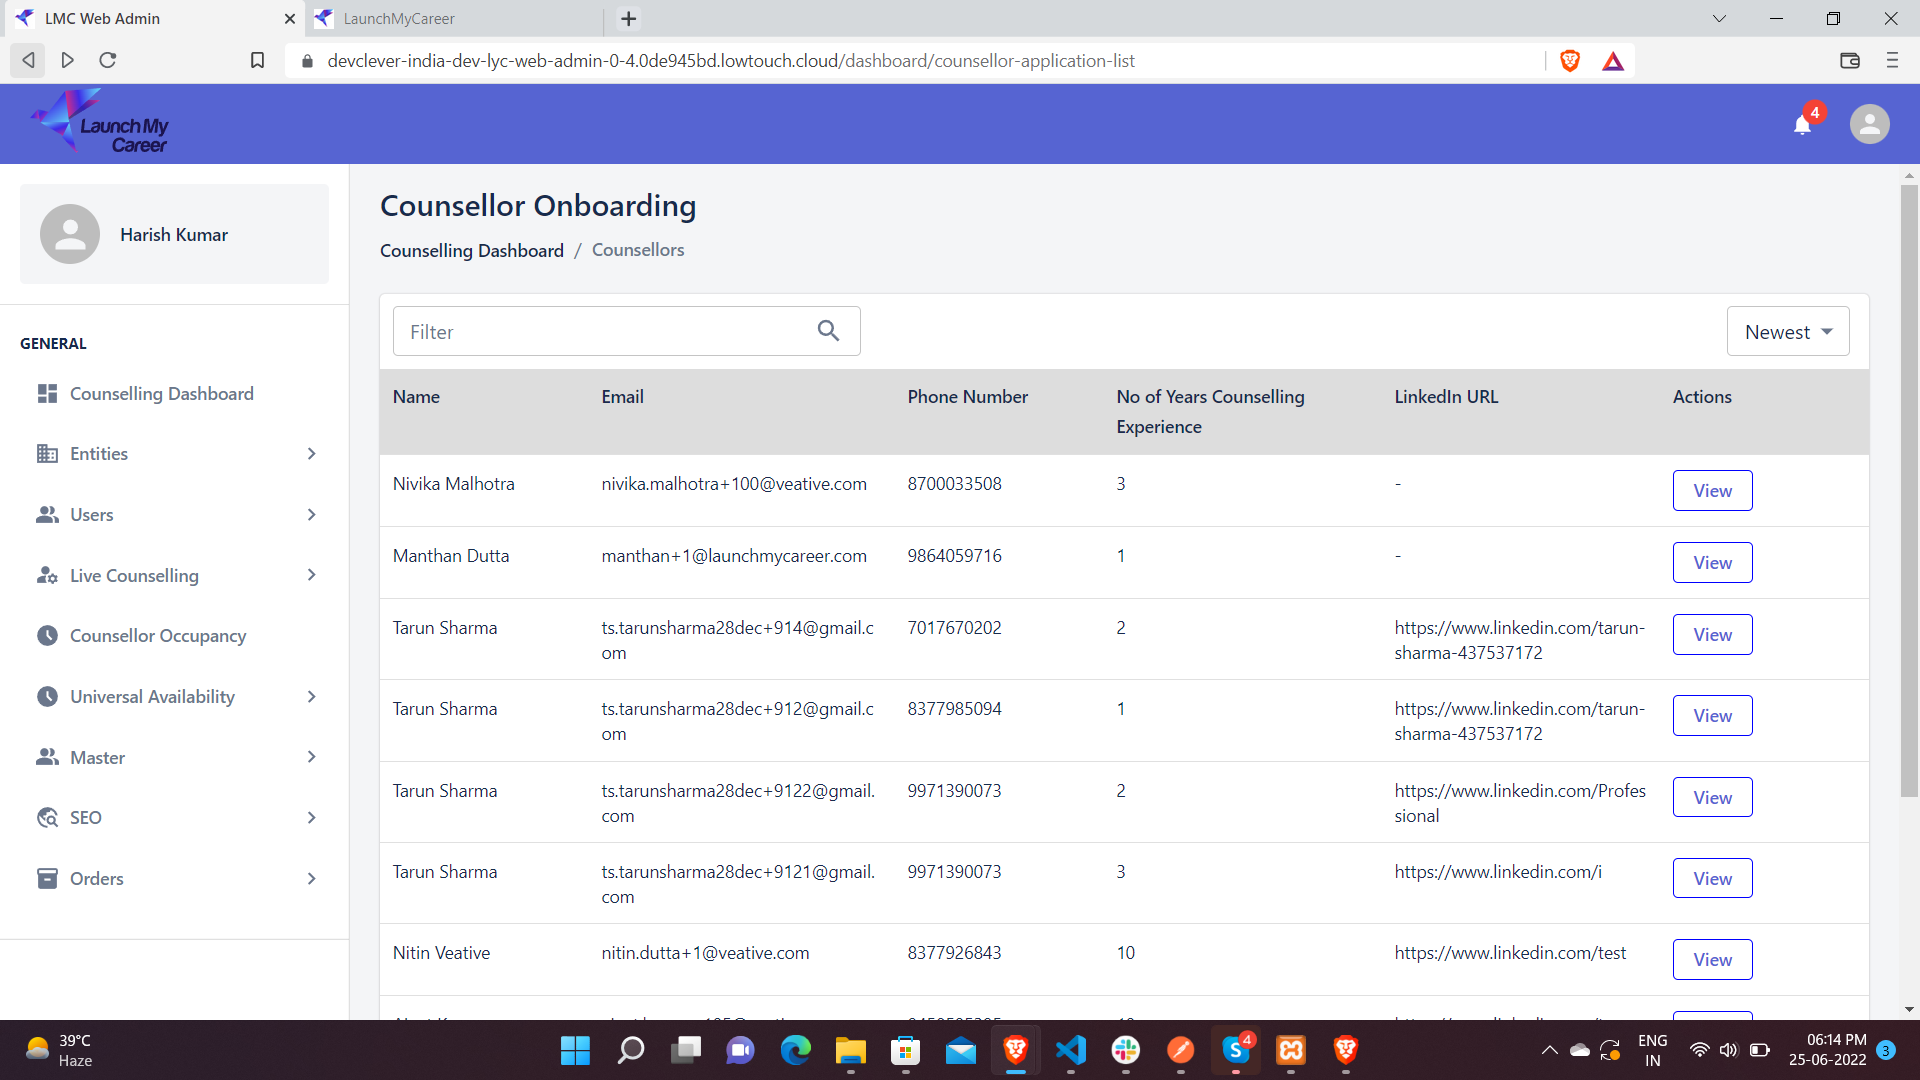 LMC Web Admin
LaunchMyCareer
devclever-india-dev-lyc-web-admin-0-4.0de945bd.lowtouch.cloud/dashboard/counsellor-application-list
Launch My
Career
4
Harish Kumar
GENERAL
Counselling Dashboard
Entities
Users
Live Counselling
Counsellor Occupancy
Universal Availability
Master
SEO
Orders
Counsellor Onboarding
Counselling Dashboard / Counsellors
Filter
Newest
Name Email Phone Number No of Years Counselling LinkedIn URL Actions
Experience
Nivika Malhotra nivika.malhotra+100@veative.com 8700033508 3 - View
Manthan Dutta manthan+1@launchmycareer.com 9864059716 1 - View
Tarun Sharma ts.tarunsharma28dec+914@gmail.c 7017670202 2 https://www.linkedin.com/tarun- View
om sharma-437537172
Tarun Sharma ts.tarunsharma28dec+912@gmail.c 8377985094 1 https://www.linkedin.com/tarun- View
om sharma-437537172
Tarun Sharma ts.tarunsharma28dec+9122@gmail. 9971390073 2 https://www.linkedin.com/Profes View
com sional
Tarun Sharma ts.tarunsharma28dec+9121@gmail. 9971390073 3 https://www.linkedin.com/i View
com
Nitin Veative nitin.dutta+1@veative.com 8377926843 10 https://www.linkedin.com/test View
39°C
Haze
4
ENG
IN
06:14 PM
25-06-2022
3